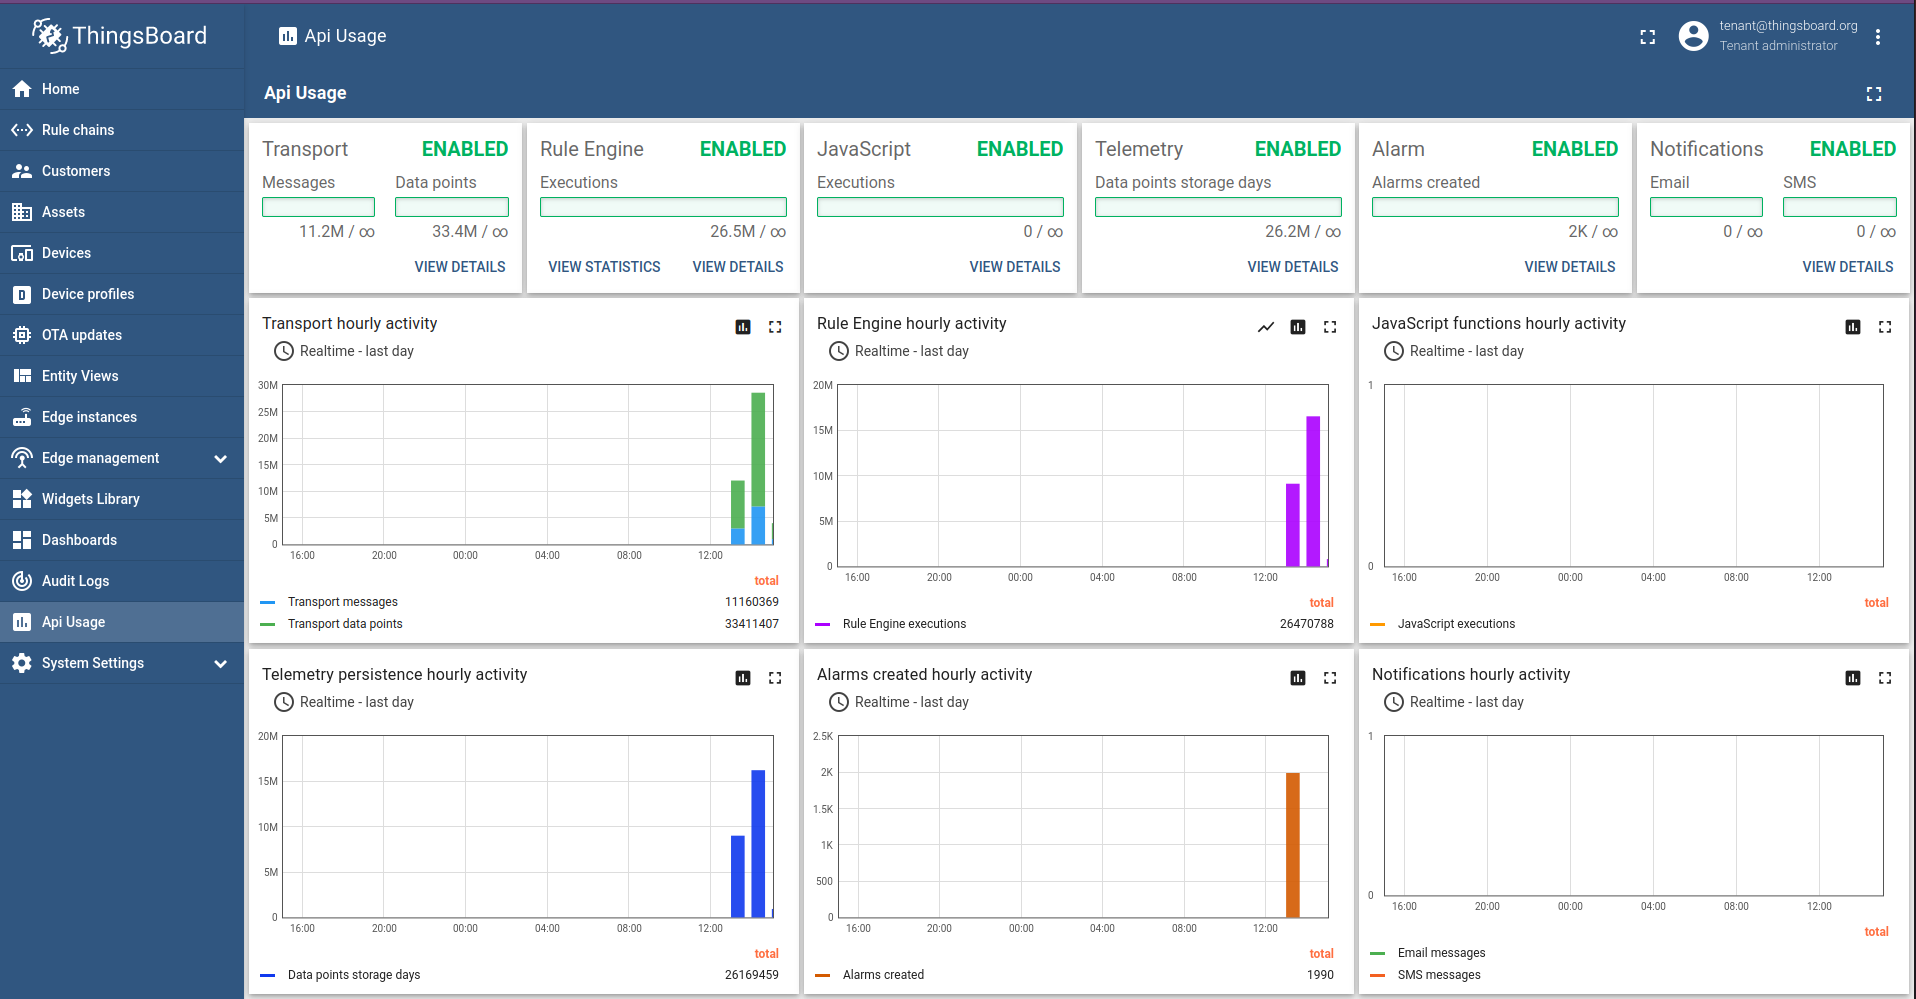 ThingsBoard
Home
Rule chains
Customers
Assets
Devices
Device profiles
OTA updates
Entity Views
Edge instances
Edge management
Widgets Library
Dashboards
Audit Logs
Api Usage
System Settings
Api Usage
tenant@thingsboard.org
Tenant administrator
Api Usage
Transport ENABLED
Messages Data points
11.2M / ∞ 33.4M / ∞
VIEW DETAILS
Rule Engine ENABLED
Executions
26.5M / ∞
VIEW STATISTICS VIEW DETAILS
JavaScript ENABLED
Executions
0 / ∞
VIEW DETAILS
Telemetry ENABLED
Data points storage days
26.2M / ∞
VIEW DETAILS
Alarm ENABLED
Alarms created
2K / ∞
VIEW DETAILS
Notifications ENABLED
Email SMS
0 / ∞ 0 / ∞
VIEW DETAILS
Transport hourly activity
Realtime - last day
30M
25M
20M
15M
10M
5M
0
16:00 20:00 00:00 04:00 08:00 12:00
total
Transport messages 11160369
Transport data points 33411407
Rule Engine hourly activity
Realtime - last day
20M
15M
10M
5M
0
16:00 20:00 00:00 04:00 08:00 12:00
total
Rule Engine executions 26470788
JavaScript functions hourly activity
Realtime - last day
1
0
16:00 20:00 00:00 04:00 08:00 12:00
total
JavaScript executions
Telemetry persistence hourly activity
Realtime - last day
20M
15M
10M
5M
0
16:00 20:00 00:00 04:00 08:00 12:00
total
Data points storage days 26169459
Alarms created hourly activity
Realtime - last day
2.5K
2K
1.5K
1K
500
0
16:00 20:00 00:00 04:00 08:00 12:00
total
Alarms created 1990
Notifications hourly activity
Realtime - last day
1
0
16:00 20:00 00:00 04:00 08:00 12:00
total
Email messages
SMS messages